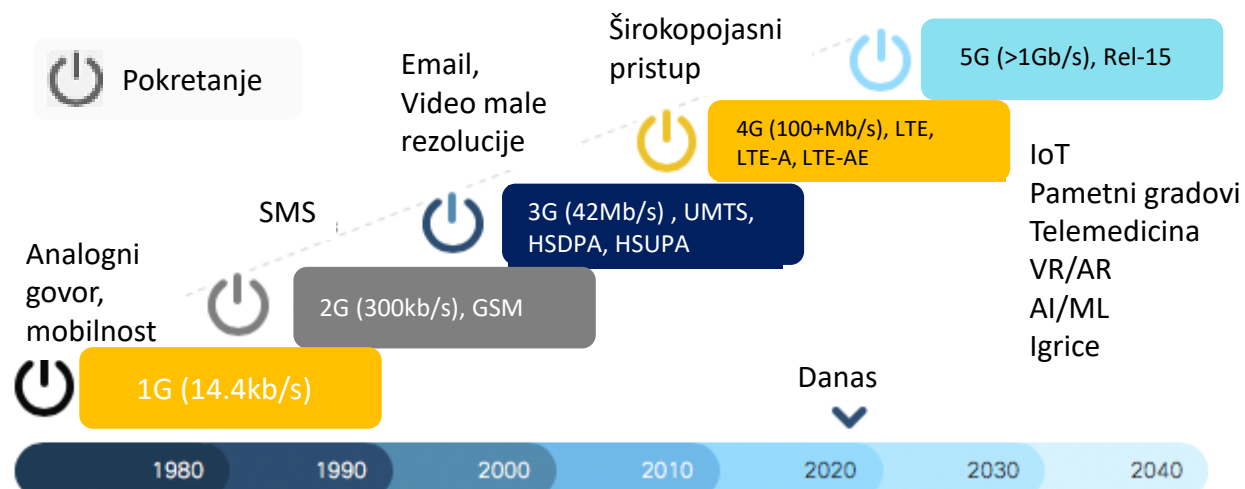 Pokretanje
Analogni
govor,
mobilnost
1G (14.4kb/s)
SMS
2G (300kb/s), GSM
Email,
Video male
rezolucije
3G (42Mb/s) , UMTS,
HSDPA, HSUPA
Širokopojasni
pristup
4G (100+Mb/s), LTE,
LTE-A, LTE-AE
5G (>1Gb/s), Rel-15
IoT
Pametni gradovi
Telemedicina
VR/AR
AI/ML
Igrice
Danas
1980 1990 2000 2010 2020 2030 2040